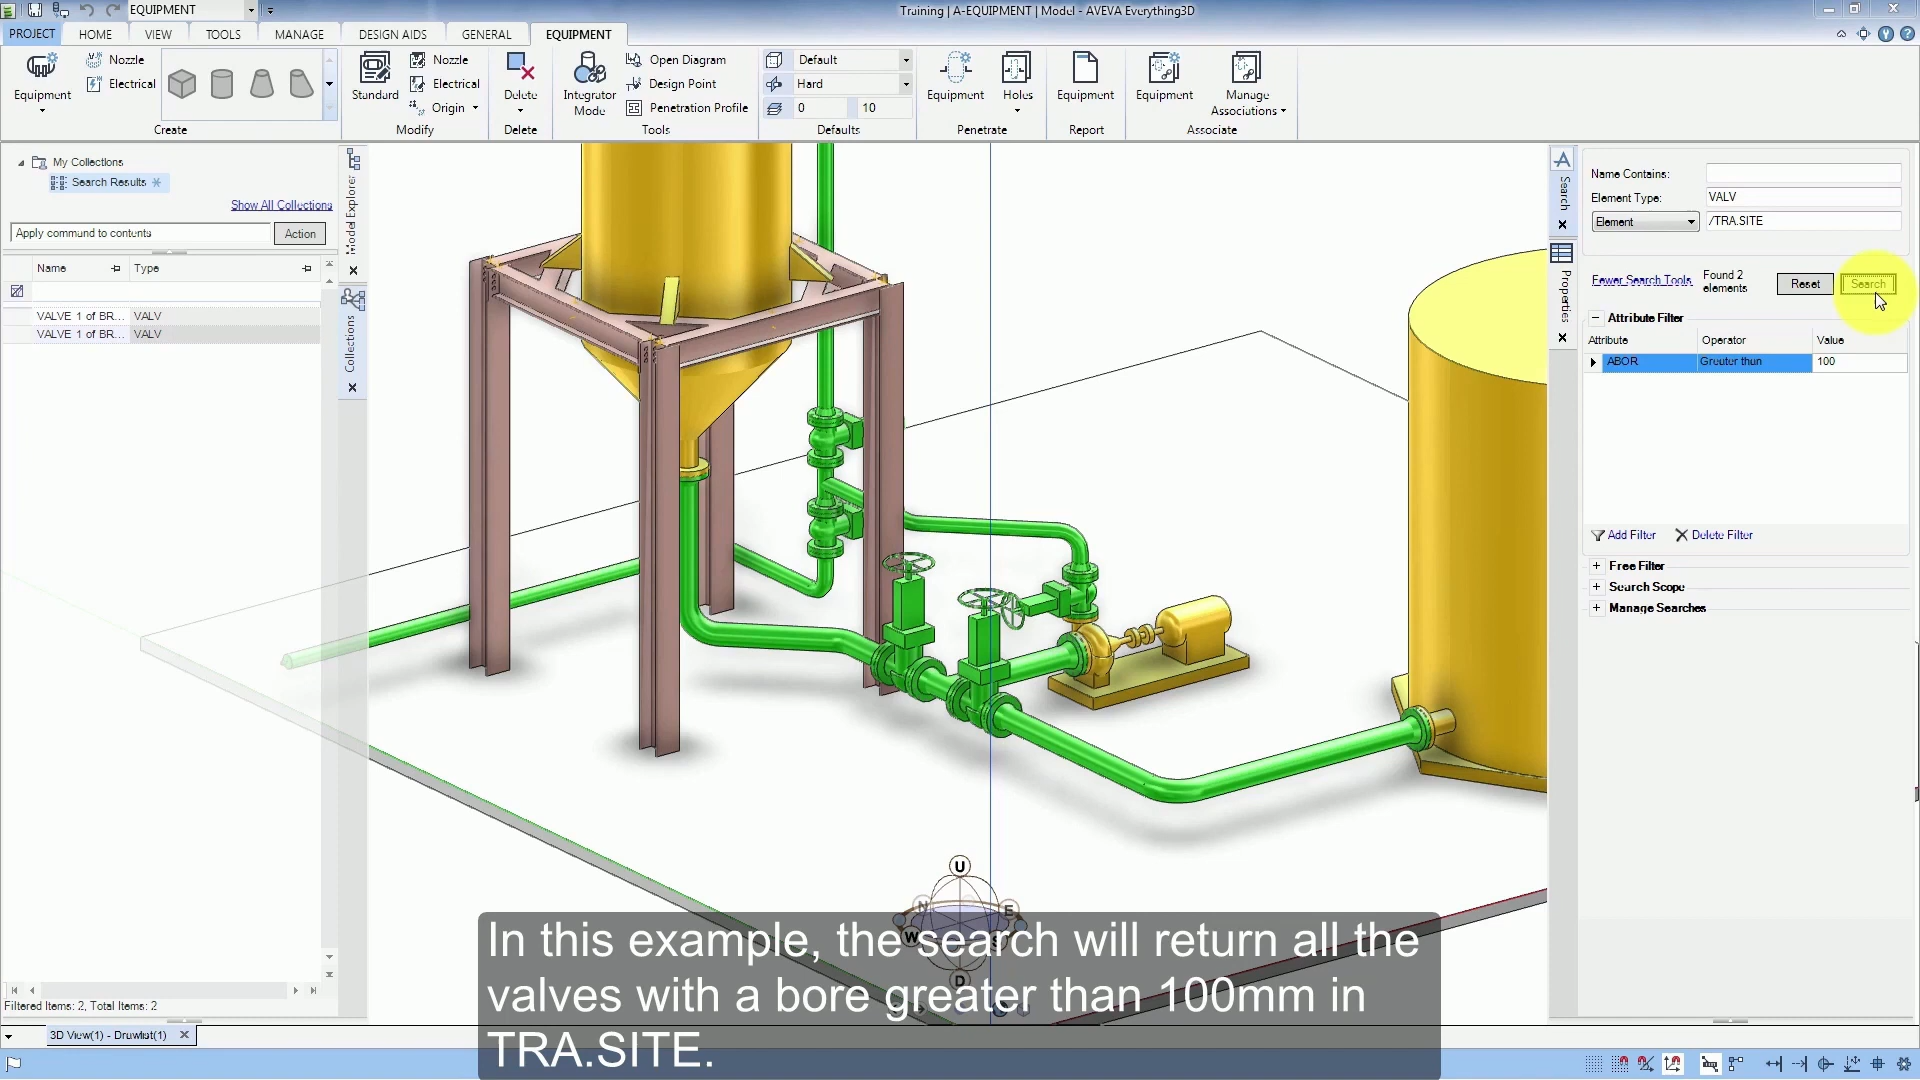 EQUIPMENT
Training | A-EQUIPMENT | Model - AVEVA Everything3D
PROJECT HOME VIEW TOOLS MANAGE DESIGN AIDS GENERAL EQUIPMENT
Equipment
Nozzle
Electrical
Create
Standard
Nozzle
Electrical
Origin
Modify
Delete
Delete
Integrator
Mode
Open Diagram
Design Point
Penetration Profile
Tools
Default
Hard
0 10
Defaults
Equipment
Holes
Penetrate
Equipment
Report
Equipment
Manage
Associations
Associate
My Collections
Search Results
Show All Collections
Apply command to contents Action
Name Type
VALVE 1 of BR... VALV
VALVE 1 of BR... VALV
Filtered Items: 2, Total Items: 2
Model Explorer
Collections
Search
Properties
Name Contains:
Element Type: VALV
Element /TRA.SITE
Fewer Search Tools
Found 2
elements
Reset Search
Attribute Filter
Attribute Operator Value
ABOR Greater than 100
Add Filter Delete Filter
Free Filter
Search Scope
Manage Searches
U
N
E
W
S
D
In this example, the search will return all the
valves with a bore greater than 100mm in
TRA.SITE.
3D View(1) - Drawlist(1)